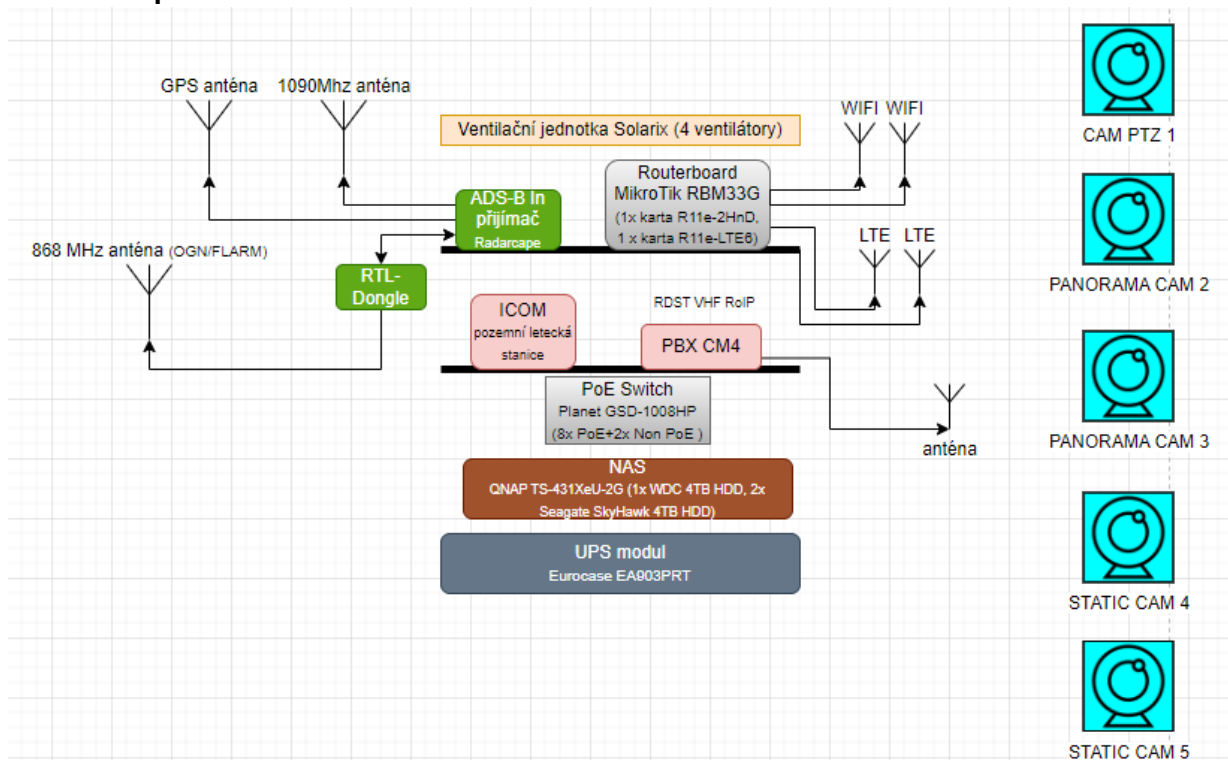 GPS anténa
1090Mhz anténa
Ventilační jednotka Solarix (4 ventilátory)
WIFI WIFI
CAM PTZ 1
ADS-B In
přijímač
Radarcape
Routerboard
MikroTik RBM33G
(1x karta R11e-2HnD,
1 x karta R11e-LTE6)
868 MHz anténa (OGN/FLARM)
LTE LTE
RTL-
Dongle
PANORAMA CAM 2
ICOM
pozemní letecká
stanice
RDST VHF RoIP
PBX CM4
PoE Switch
Planet GSD-1008HP
(8x PoE+2x Non PoE )
anténa
PANORAMA CAM 3
NAS
QNAP TS-431XeU-2G (1x WDC 4TB HDD, 2x
Seagate SkyHawk 4TB HDD)
UPS modul
Eurocase EA903PRT
STATIC CAM 4
STATIC CAM 5